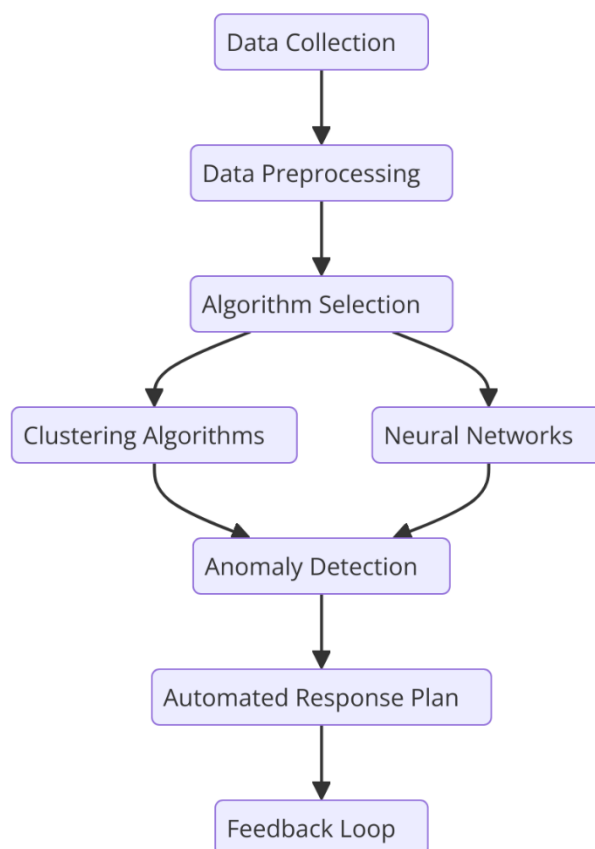 Data Collection
Data Preprocessing
Algorithm Selection
Clustering Algorithms
Neural Networks
Anomaly Detection
Automated Response Plan
Feedback Loop